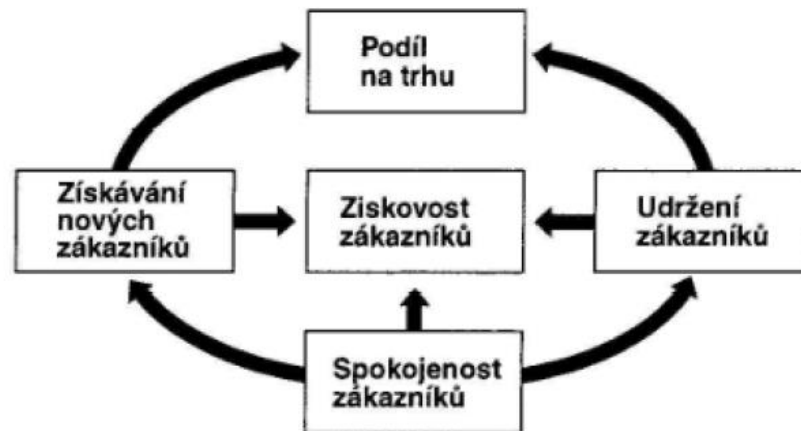 Podíl
na trhu
Získávání
nových
zákazníků
Ziskovost
zákazníků
Udržení
zákazníků
Spokojenost
zákazníků